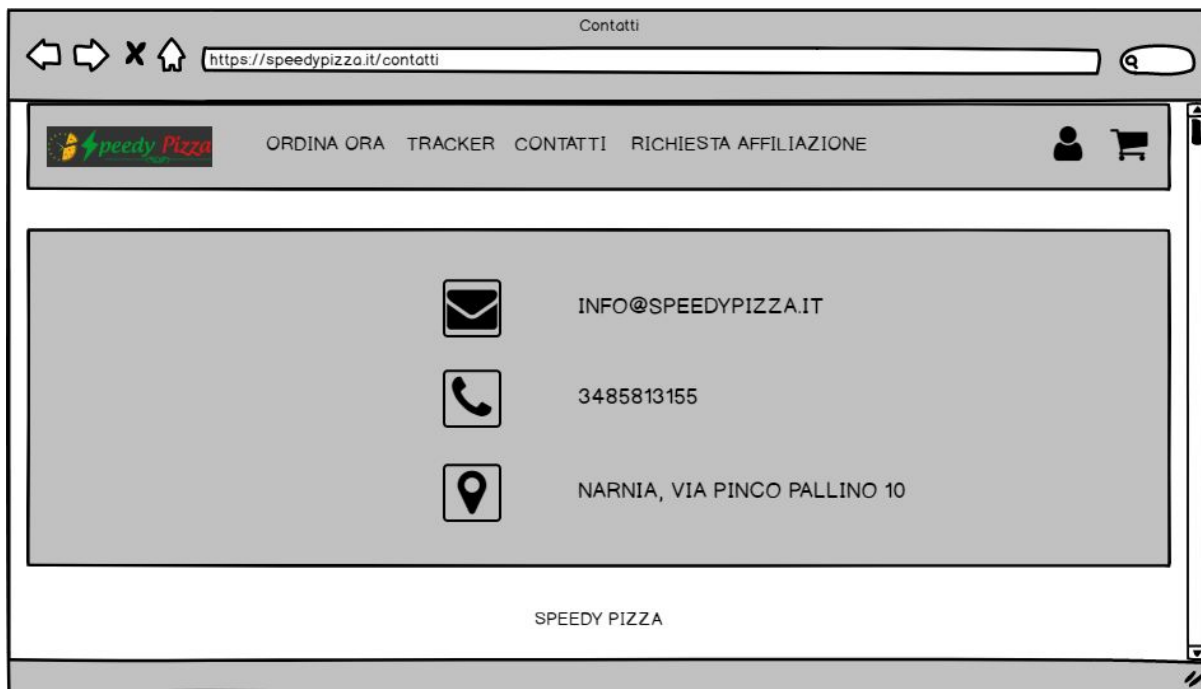 Contatti
https://speedypizza.it/contatti
Speedy Pizza
ORDINA ORA TRACKER CONTATTI RICHIESTA AFFILIAZIONE
INFO@SPEEDYPIZZA.IT
3485813155
NARNIA, VIA PINCO PALLINO 10
SPEEDY PIZZA